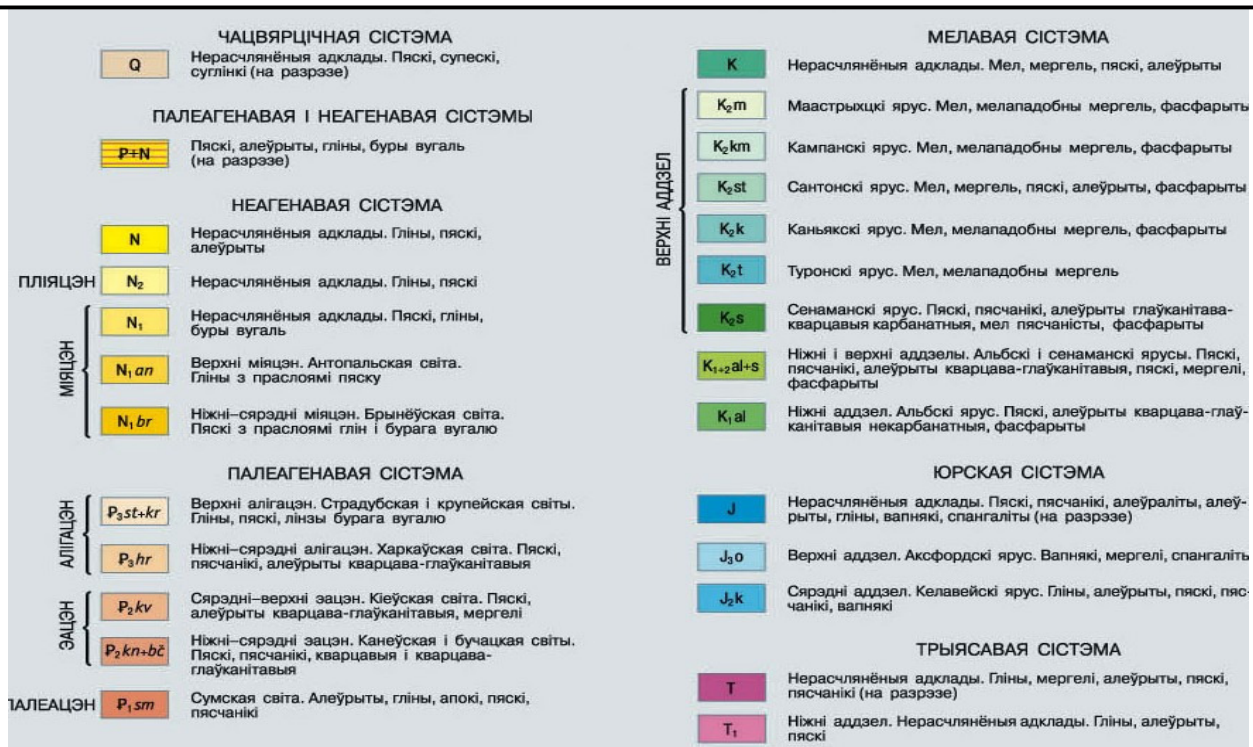 ЧАЦВЯРЦІЧНАЯ СІСТЭМА
Q
Нерасчлянёныя адклады. Пяскі, супескі,
суглінкі (на разрэзе)
ПАЛЕАГЕНАВАЯ І НЕАГЕНАВАЯ СІСТЭМЫ
₽+N
Пяскі, алеўрыты, гліны, буры вугаль
(на разрэзе)
НЕАГЕНАВАЯ СІСТЭМА
N
Нерасчлянёныя адклады. Гліны, пяскі,
алеўрыты
ПЛІЯЦЭН
N₂
Нерасчлянёныя адклады. Гліны, пяскі
МІЯЦЭН
N₁
Нерасчлянёныя адклады. Пяскі, гліны,
буры вугаль
N₁an
Верхні міяцэн. Антопальская світа.
Гліны з праслоямі пяску
N₁br
Ніжні–сярэдні міяцэн. Брынёўская світа.
Пяскі з праслоямі глін і бурага вугалю
ПАЛЕАГЕНАВАЯ СІСТЭМА
АЛІГАЦЭН
₽₃st+kr
Верхні алігацэн. Страдубская і крупейская світы.
Гліны, пяскі, лінзы бурага вугалю
₽₃hr
Ніжні–сярэдні алігацэн. Харкаўская світа. Пяскі,
пясчанікі, алеўрыты кварцава-глаўканітавыя
ЭАЦЭН
₽₂kv
Сярэдні–верхні эацэн. Кіеўская світа. Пяскі,
алеўрыты кварцава-глаўканітавыя, мергелі
₽₂kn+bč
Ніжні–сярэдні эацэн. Канеўская і бучацкая світы.
Пяскі, пясчанікі, кварцавыя і кварцава-
глаўканітавыя
ПАЛЕАЦЭН
₽₁sm
Сумская світа. Алеўрыты, гліны, апокі, пяскі,
пясчанікі
МЕЛАВАЯ СІСТЭМА
K
Нерасчлянёныя адклады. Мел, мергель, пяскі, алеўрыты
ВЕРХНІ АДДЗЕЛ
K₂m
Маастрыхцкі ярус. Мел, мелападобны мергель, фасфарыты
K₂km
Кампанскі ярус. Мел, мелападобны мергель, фасфарыты
K₂st
Сантонскі ярус. Мел, мергель, пяскі, алеўрыты, фасфарыты
K₂k
Каньякскі ярус. Мел, мелападобны мергель, фасфарыты
K₂t
Туронскі ярус. Мел, мелападобны мергель
K₂s
Сенаманскі ярус. Пяскі, пясчанікі, алеўрыты глаўканітава-
кварцавыя карбанатныя, мел пясчаністы, фасфарыты
K₁₊₂al+s
Ніжні і верхні аддзелы. Альбскі і сенаманскі ярусы. Пяскі,
пясчанікі, алеўрыты кварцава-глаўканітавыя, пяскі, мергелі,
фасфарыты
K₁al
Ніжні аддзел. Альбскі ярус. Пяскі, алеўрыты кварцава-глаў-
канітавыя некарбанатныя, фасфарыты
ЮРСКАЯ СІСТЭМА
J
Нерасчлянёныя адклады. Пяскі, пясчанікі, алеўраліты, алеў-
рыты, гліны, вапнякі, спангаліты (на разрэзе)
J₃o
Верхні аддзел. Аксфордскі ярус. Вапнякі, мергелі, спангаліты
J₂k
Сярэдні аддзел. Келавейскі ярус. Гліны, алеўрыты, пяскі, пяс-
чанікі, вапнякі
ТРЫЯСАВАЯ СІСТЭМА
T
Нерасчлянёныя адклады. Гліны, мергелі, алеўрыты, пяскі,
пясчанікі (на разрэзе)
T₁
Ніжні аддзел. Нерасчлянёныя адклады. Гліны, алеўрыты,
пяскі